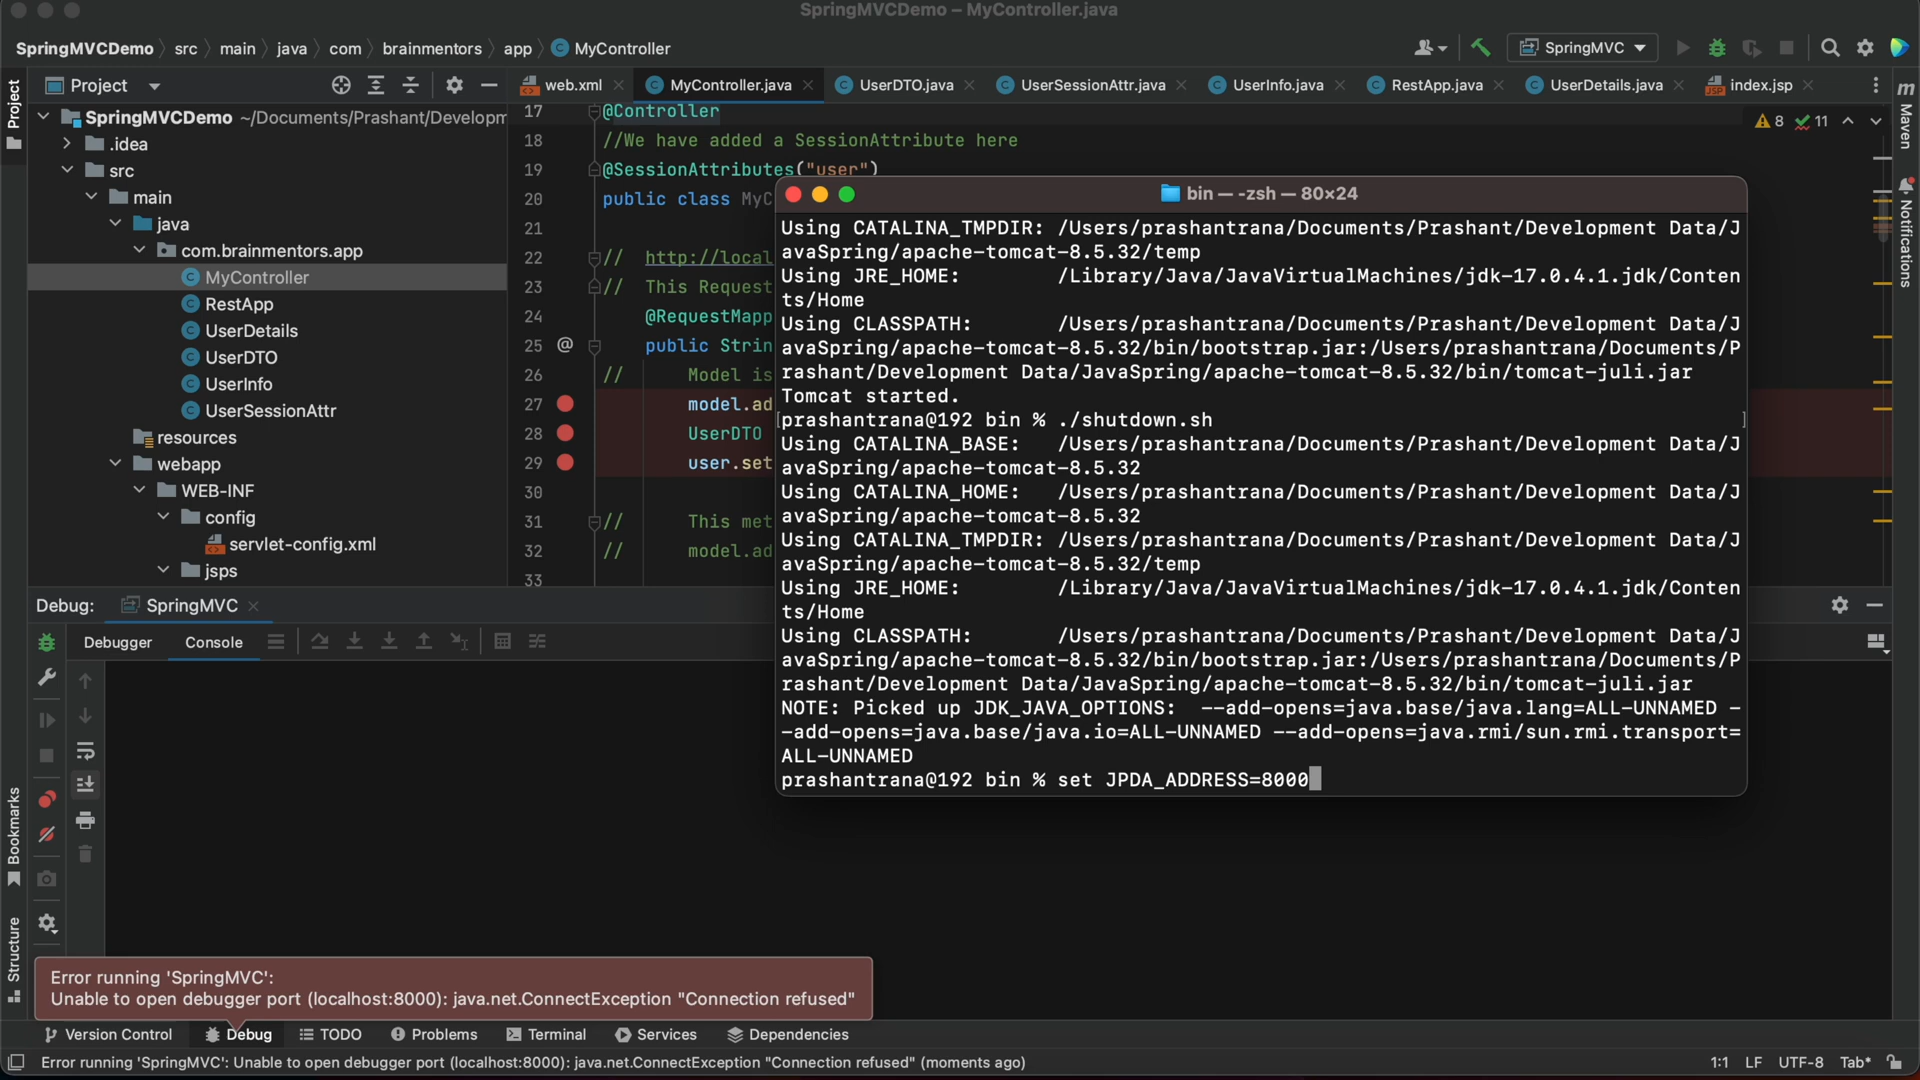 SpringMVCDemo – MyController.java
SpringMVCDemo 〉 src 〉 main 〉 java 〉 com 〉 brainmentors 〉 app 〉 MyController
SpringMVC
Project
web.xml MyController.java UserDTO.java UserSessionAttr.java UserInfo.java RestApp.java UserDetails.java index.jsp
Project
Maven
Notifications
Bookmarks
Structure
SpringMVCDemo ~/Documents/Prashant/Developm
.idea
src
main
java
com.brainmentors.app
MyController
RestApp
UserDetails
UserDTO
UserInfo
UserSessionAttr
resources
webapp
WEB-INF
config
servlet-config.xml
jsps
8 11
17 @Controller
18 //We have added a SessionAttribute here
19 @SessionAttributes("user")
20 public class MyC
21
22 // http://local
23 // This Request
24 @RequestMapp
25 @ public Strin
26 // Model is
27 model.ad
28 UserDTO
29 user.set
30
31 // This met
32 // model.ad
33
bin — -zsh — 80×24
Using CATALINA_TMPDIR: /Users/prashantrana/Documents/Prashant/Development Data/J
avaSpring/apache-tomcat-8.5.32/temp
Using JRE_HOME: /Library/Java/JavaVirtualMachines/jdk-17.0.4.1.jdk/Conten
ts/Home
Using CLASSPATH: /Users/prashantrana/Documents/Prashant/Development Data/J
avaSpring/apache-tomcat-8.5.32/bin/bootstrap.jar:/Users/prashantrana/Documents/P
rashant/Development Data/JavaSpring/apache-tomcat-8.5.32/bin/tomcat-juli.jar
Tomcat started.
[prashantrana@192 bin % ./shutdown.sh ]
Using CATALINA_BASE: /Users/prashantrana/Documents/Prashant/Development Data/J
avaSpring/apache-tomcat-8.5.32
Using CATALINA_HOME: /Users/prashantrana/Documents/Prashant/Development Data/J
avaSpring/apache-tomcat-8.5.32
Using CATALINA_TMPDIR: /Users/prashantrana/Documents/Prashant/Development Data/J
avaSpring/apache-tomcat-8.5.32/temp
Using JRE_HOME: /Library/Java/JavaVirtualMachines/jdk-17.0.4.1.jdk/Conten
ts/Home
Using CLASSPATH: /Users/prashantrana/Documents/Prashant/Development Data/J
avaSpring/apache-tomcat-8.5.32/bin/bootstrap.jar:/Users/prashantrana/Documents/P
rashant/Development Data/JavaSpring/apache-tomcat-8.5.32/bin/tomcat-juli.jar
NOTE: Picked up JDK_JAVA_OPTIONS: --add-opens=java.base/java.lang=ALL-UNNAMED -
-add-opens=java.base/java.io=ALL-UNNAMED --add-opens=java.rmi/sun.rmi.transport=
ALL-UNNAMED
prashantrana@192 bin % set JPDA_ADDRESS=8000
Debug: SpringMVC
Debugger Console
Error running 'SpringMVC':
Unable to open debugger port (localhost:8000): java.net.ConnectException "Connection refused"
Version Control Debug TODO Problems Terminal Services Dependencies
Error running 'SpringMVC': Unable to open debugger port (localhost:8000): java.net.ConnectException "Connection refused" (moments ago)
1:1 LF UTF-8 Tab*